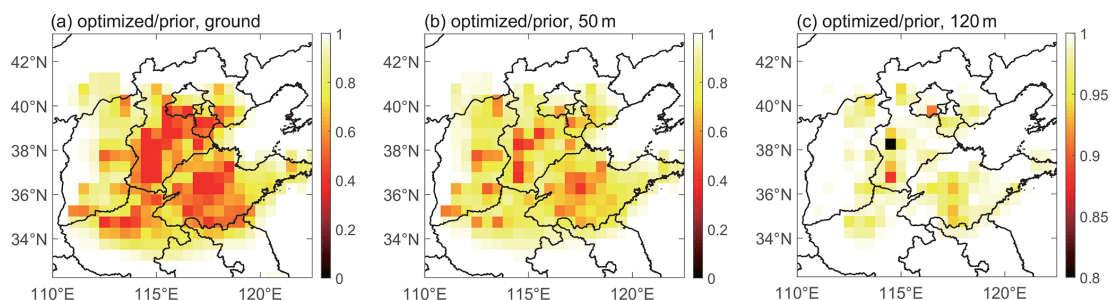 (a) optimized/prior, ground
(b) optimized/prior, 50 m
(c) optimized/prior, 120 m
42°N
40°N
38°N
36°N
34°N
110°E
115°E
120°E
1
0.8
0.6
0.4
0.2
0
42°N
40°N
38°N
36°N
34°N
110°E
115°E
120°E
1
0.8
0.6
0.4
0.2
0
42°N
40°N
38°N
36°N
34°N
110°E
115°E
120°E
1
0.95
0.9
0.85
0.8